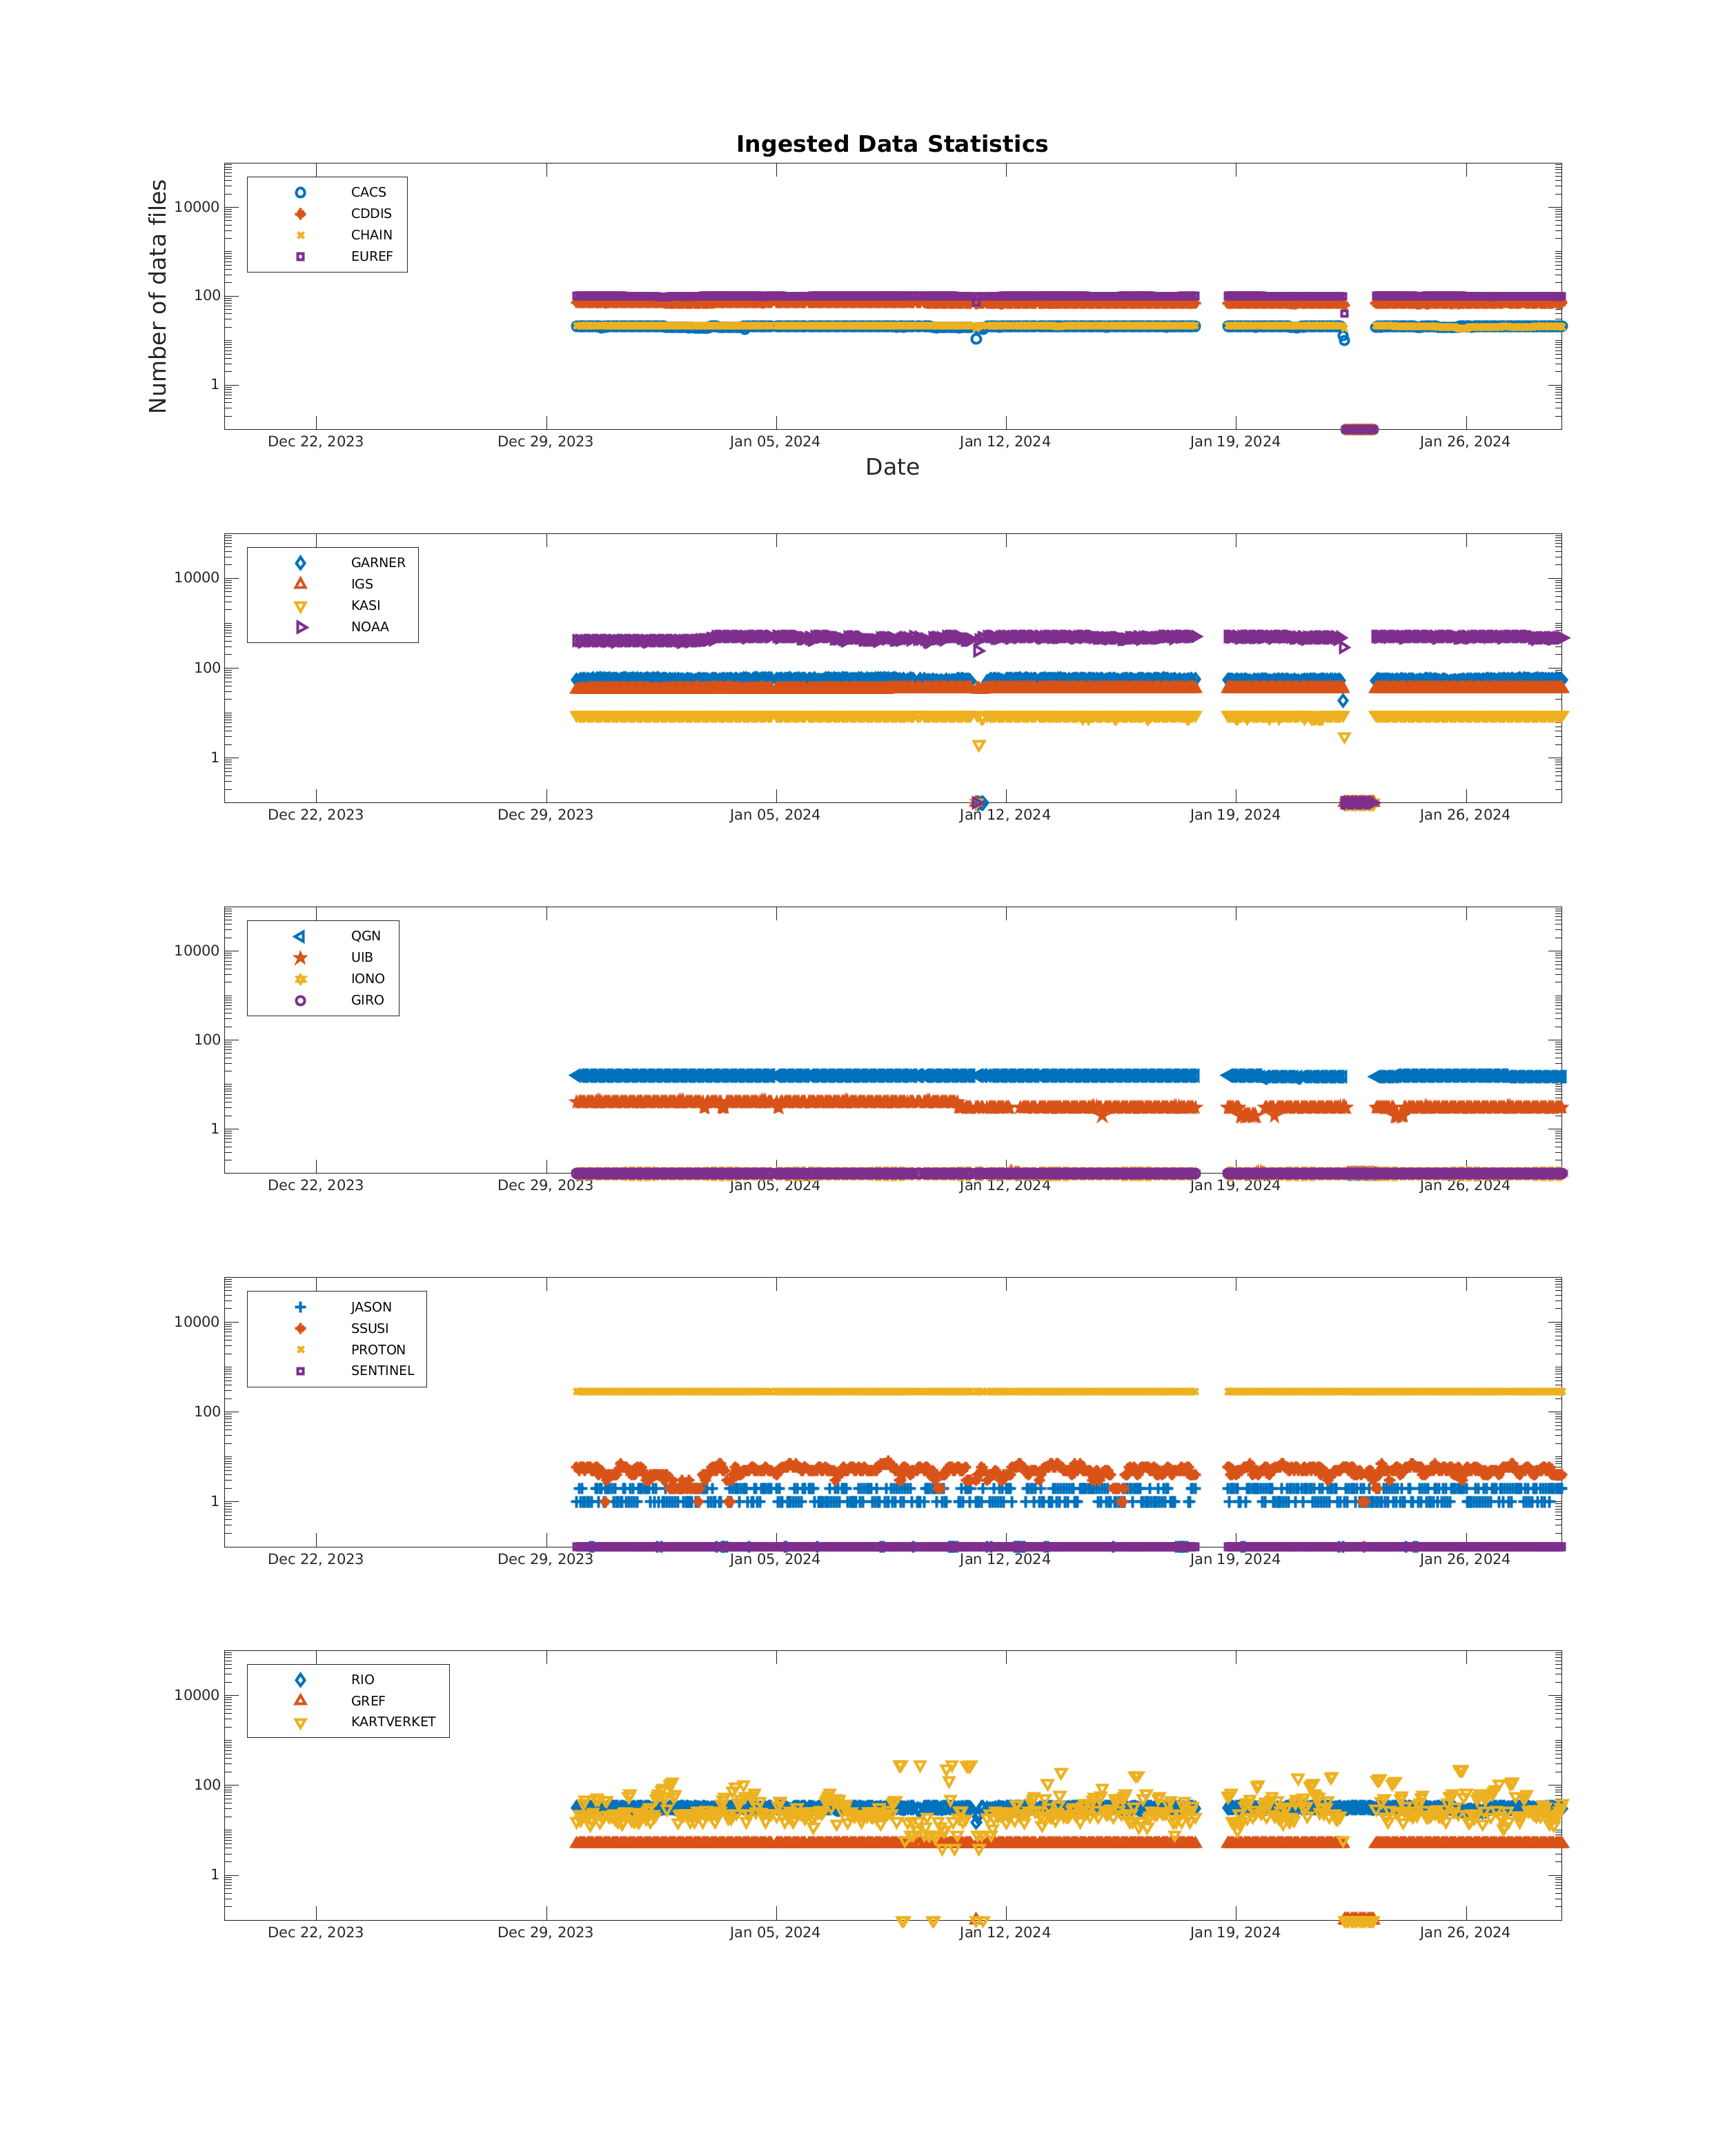 Ingested Data Statistics
Number of data files
CACS
CDDIS
CHAIN
EUREF
10000
100
1
Dec 22, 2023 Dec 29, 2023 Jan 05, 2024 Jan 12, 2024 Jan 19, 2024 Jan 26, 2024
Date
GARNER
IGS
KASI
NOAA
10000
100
1
Dec 22, 2023 Dec 29, 2023 Jan 05, 2024 Jan 12, 2024 Jan 19, 2024 Jan 26, 2024
QGN
UIB
IONO
GIRO
10000
100
1
Dec 22, 2023 Dec 29, 2023 Jan 05, 2024 Jan 12, 2024 Jan 19, 2024 Jan 26, 2024
JASON
SSUSI
PROTON
SENTINEL
10000
100
1
Dec 22, 2023 Dec 29, 2023 Jan 05, 2024 Jan 12, 2024 Jan 19, 2024 Jan 26, 2024
RIO
GREF
KARTVERKET
10000
100
1
Dec 22, 2023 Dec 29, 2023 Jan 05, 2024 Jan 12, 2024 Jan 19, 2024 Jan 26, 2024